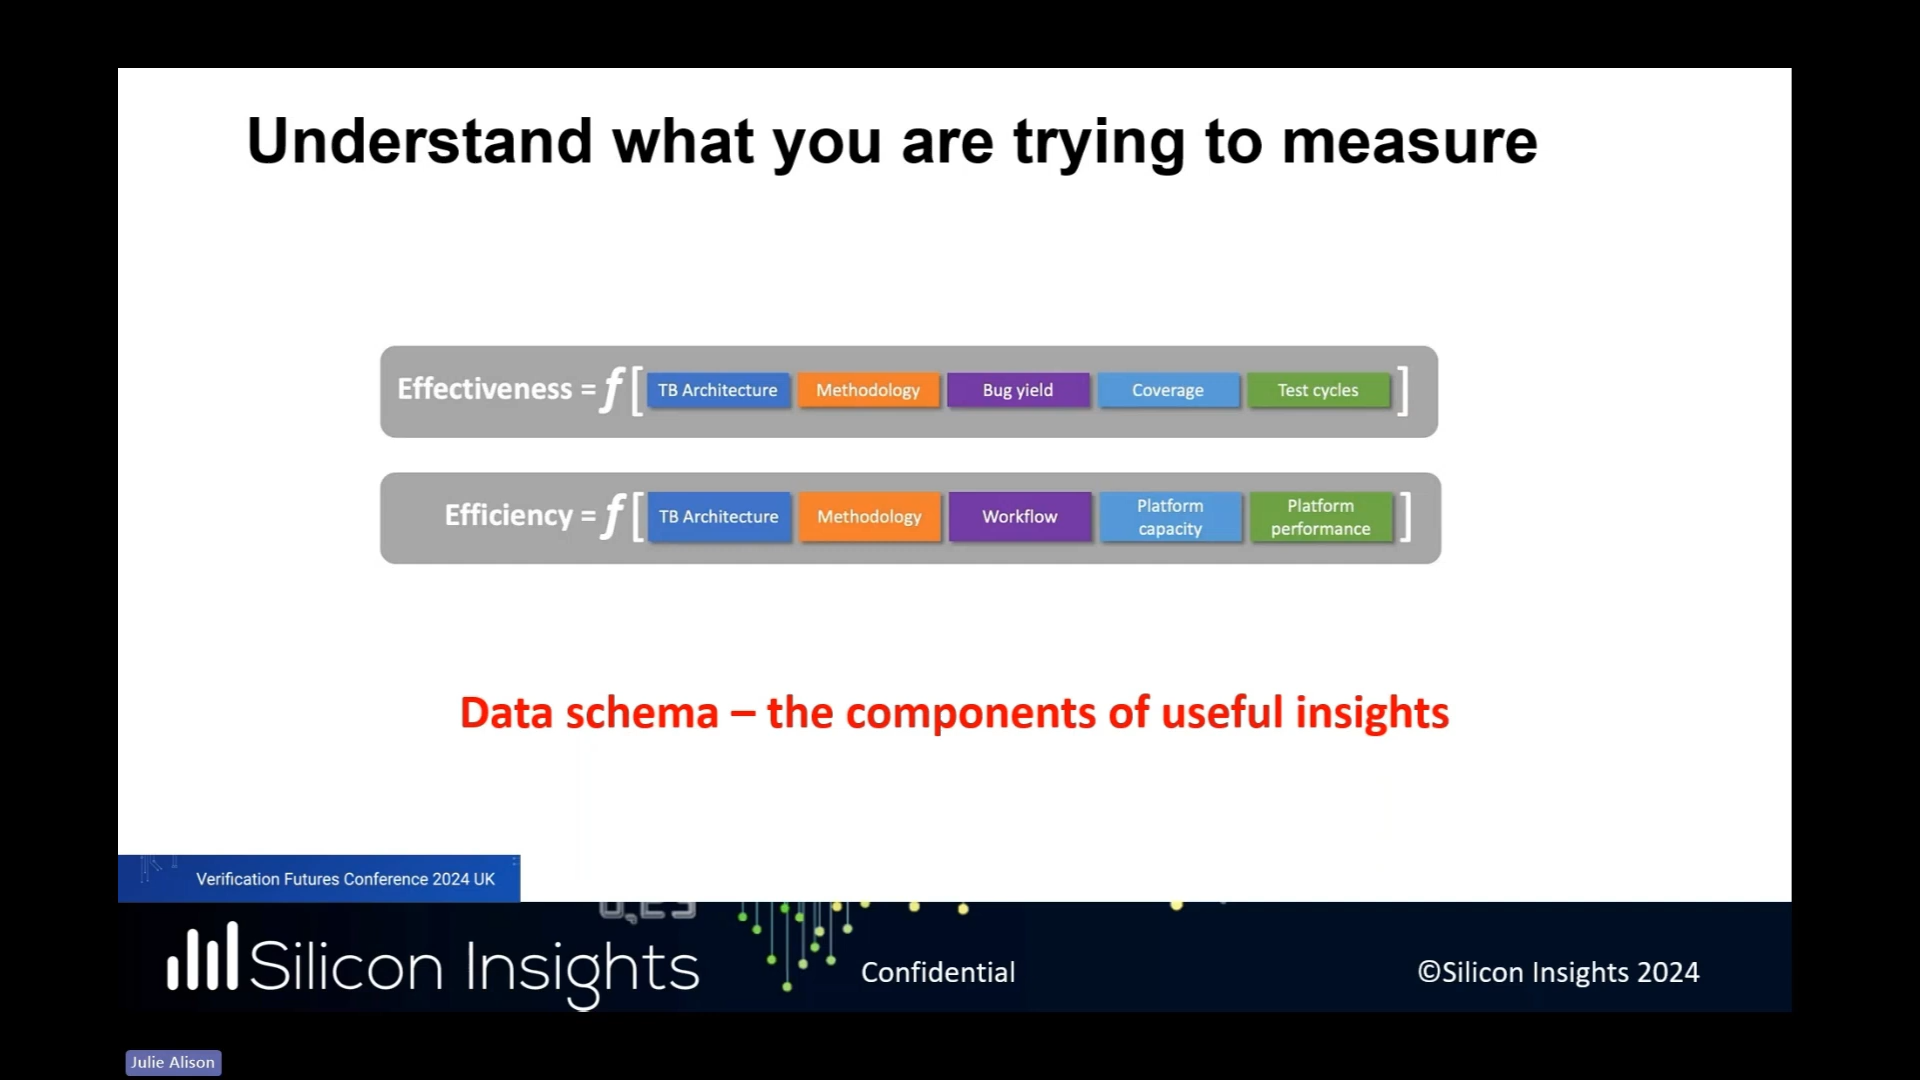 Understand what you are trying to measure
Effectiveness = f [ TB Architecture Methodology Bug yield Coverage Test cycles ]
Efficiency = f [ TB Architecture Methodology Workflow Platform capacity Platform performance ]
Data schema – the components of useful insights
Verification Futures Conference 2024 UK
Silicon Insights
Confidential
©Silicon Insights 2024
Julie Alison